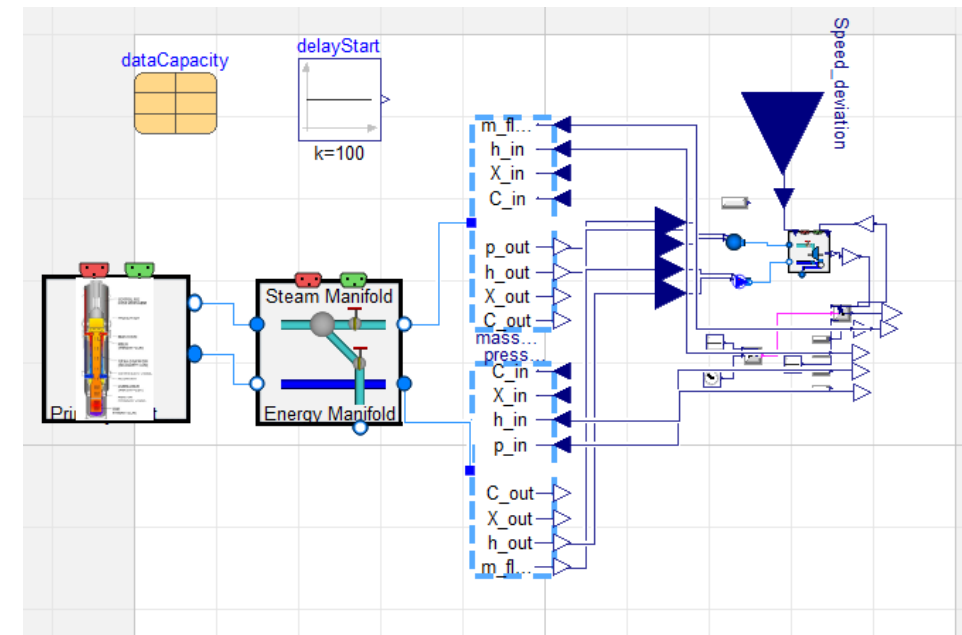 dataCapacity
delayStart
k=100
Speed_deviation
m_fl...
h_in
X_in
C_in
p_out
h_out
X_out
C_out
mass...
press...
C_in
X_in
h_in
p_in
C_out
X_out
h_out
m_fl...
Steam Manifold
Energy Manifold
Pri
t